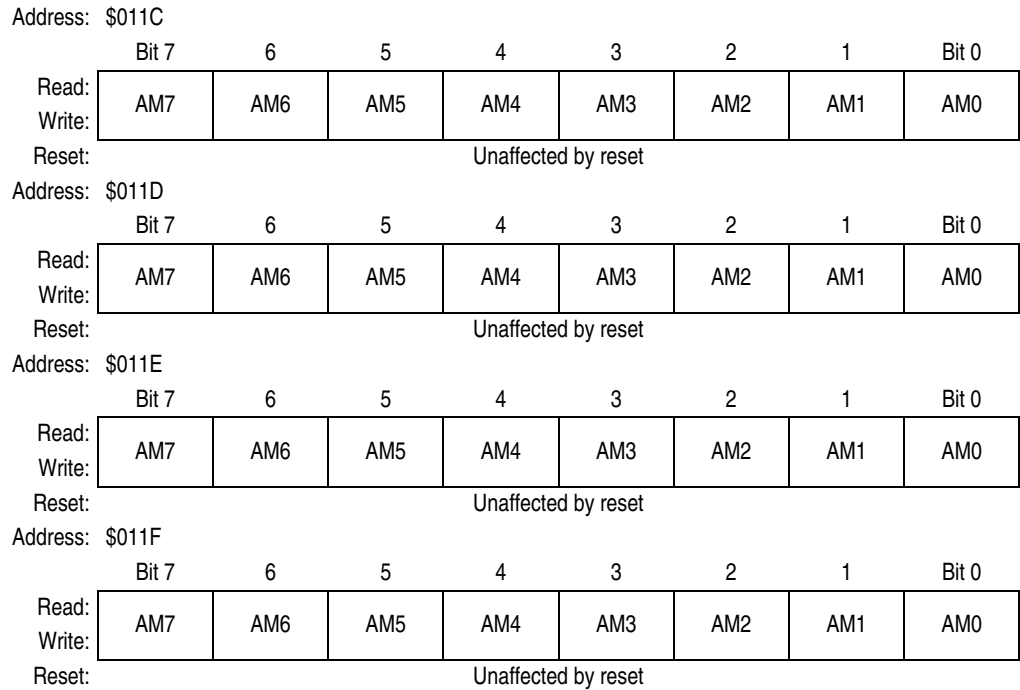 Address: $011C
Bit 7 6 5 4 3 2 1 Bit 0
Read:
AM7 AM6 AM5 AM4 AM3 AM2 AM1 AM0
Write:
Reset: Unaffected by reset
Address: $011D
Bit 7 6 5 4 3 2 1 Bit 0
Read:
AM7 AM6 AM5 AM4 AM3 AM2 AM1 AM0
Write:
Reset: Unaffected by reset
Address: $011E
Bit 7 6 5 4 3 2 1 Bit 0
Read:
AM7 AM6 AM5 AM4 AM3 AM2 AM1 AM0
Write:
Reset: Unaffected by reset
Address: $011F
Bit 7 6 5 4 3 2 1 Bit 0
Read:
AM7 AM6 AM5 AM4 AM3 AM2 AM1 AM0
Write:
Reset: Unaffected by reset